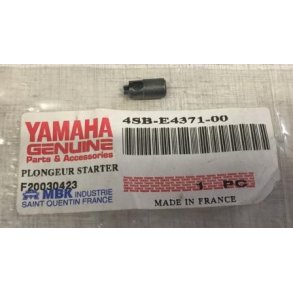 YAMAHA
GENUINE
Parts & Accessories
4SB-E4371-00
PLONGEUR STARTER
F20030423
MBK INDUSTRIE
SAINT QUENTIN FRANCE
1 PC
MADE IN FRANCE